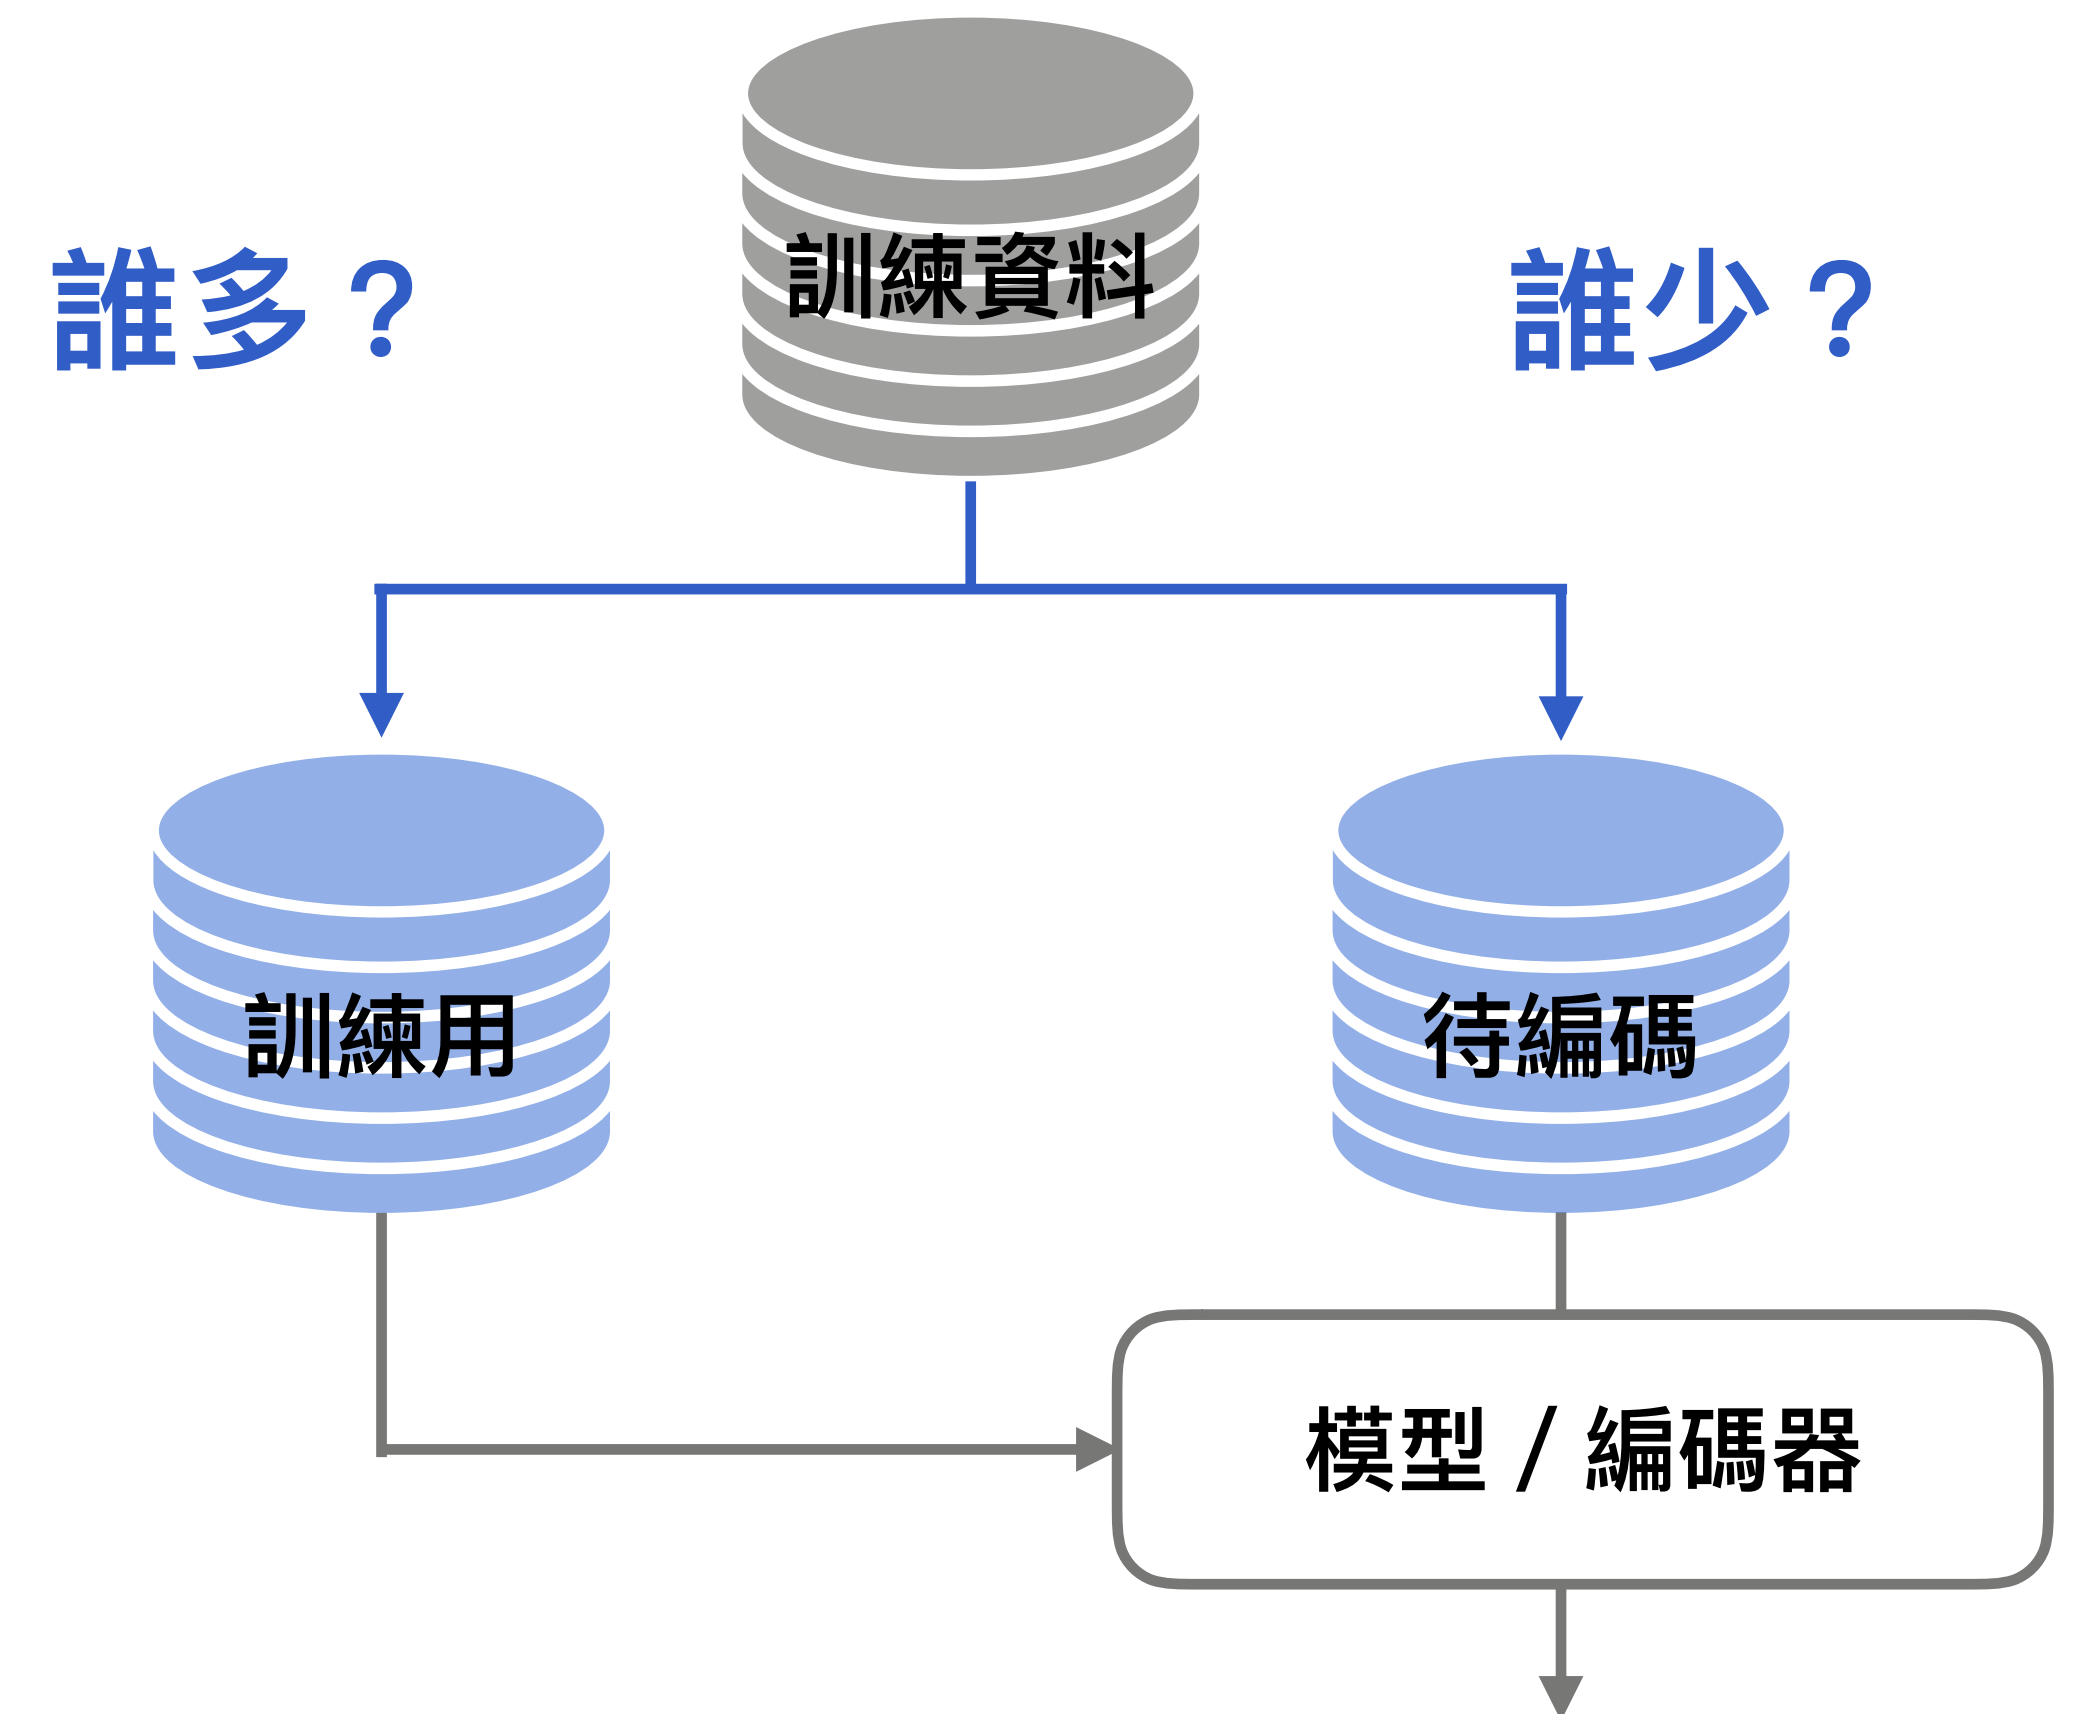 訓練資料
誰多？
誰少？
訓練用
待編碼
模型 / 編碼器